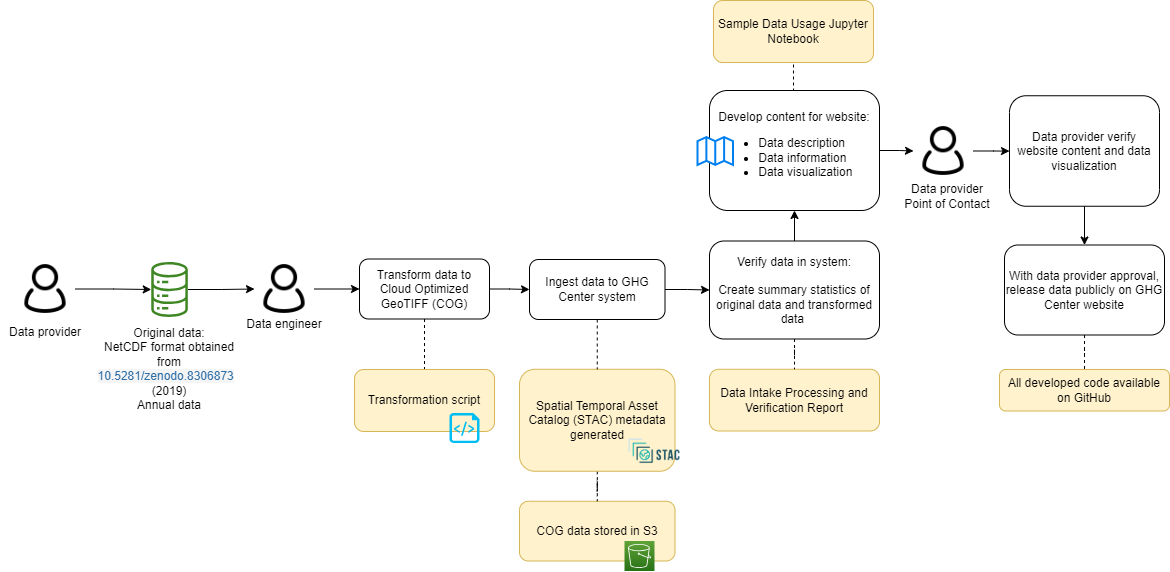 Sample Data Usage Jupyter
Notebook
Develop content for website:
Data description
Data information
Data visualization
Data provider
Point of Contact
Data provider verify
website content and data
visualization
Data provider
Original data:
NetCDF format obtained
from
10.5281/zenodo.8306873
(2019)
Annual data
Data engineer
Transform data to
Cloud Optimized
GeoTIFF (COG)
Ingest data to GHG
Center system
Verify data in system:
Create summary statistics of
original data and transformed
data
With data provider approval,
release data publicly on GHG
Center website
Transformation script
</>
Spatial Temporal Asset
Catalog (STAC) metadata
generated
STAC
COG data stored in S3
Data Intake Processing and
Verification Report
All developed code available
on GitHub